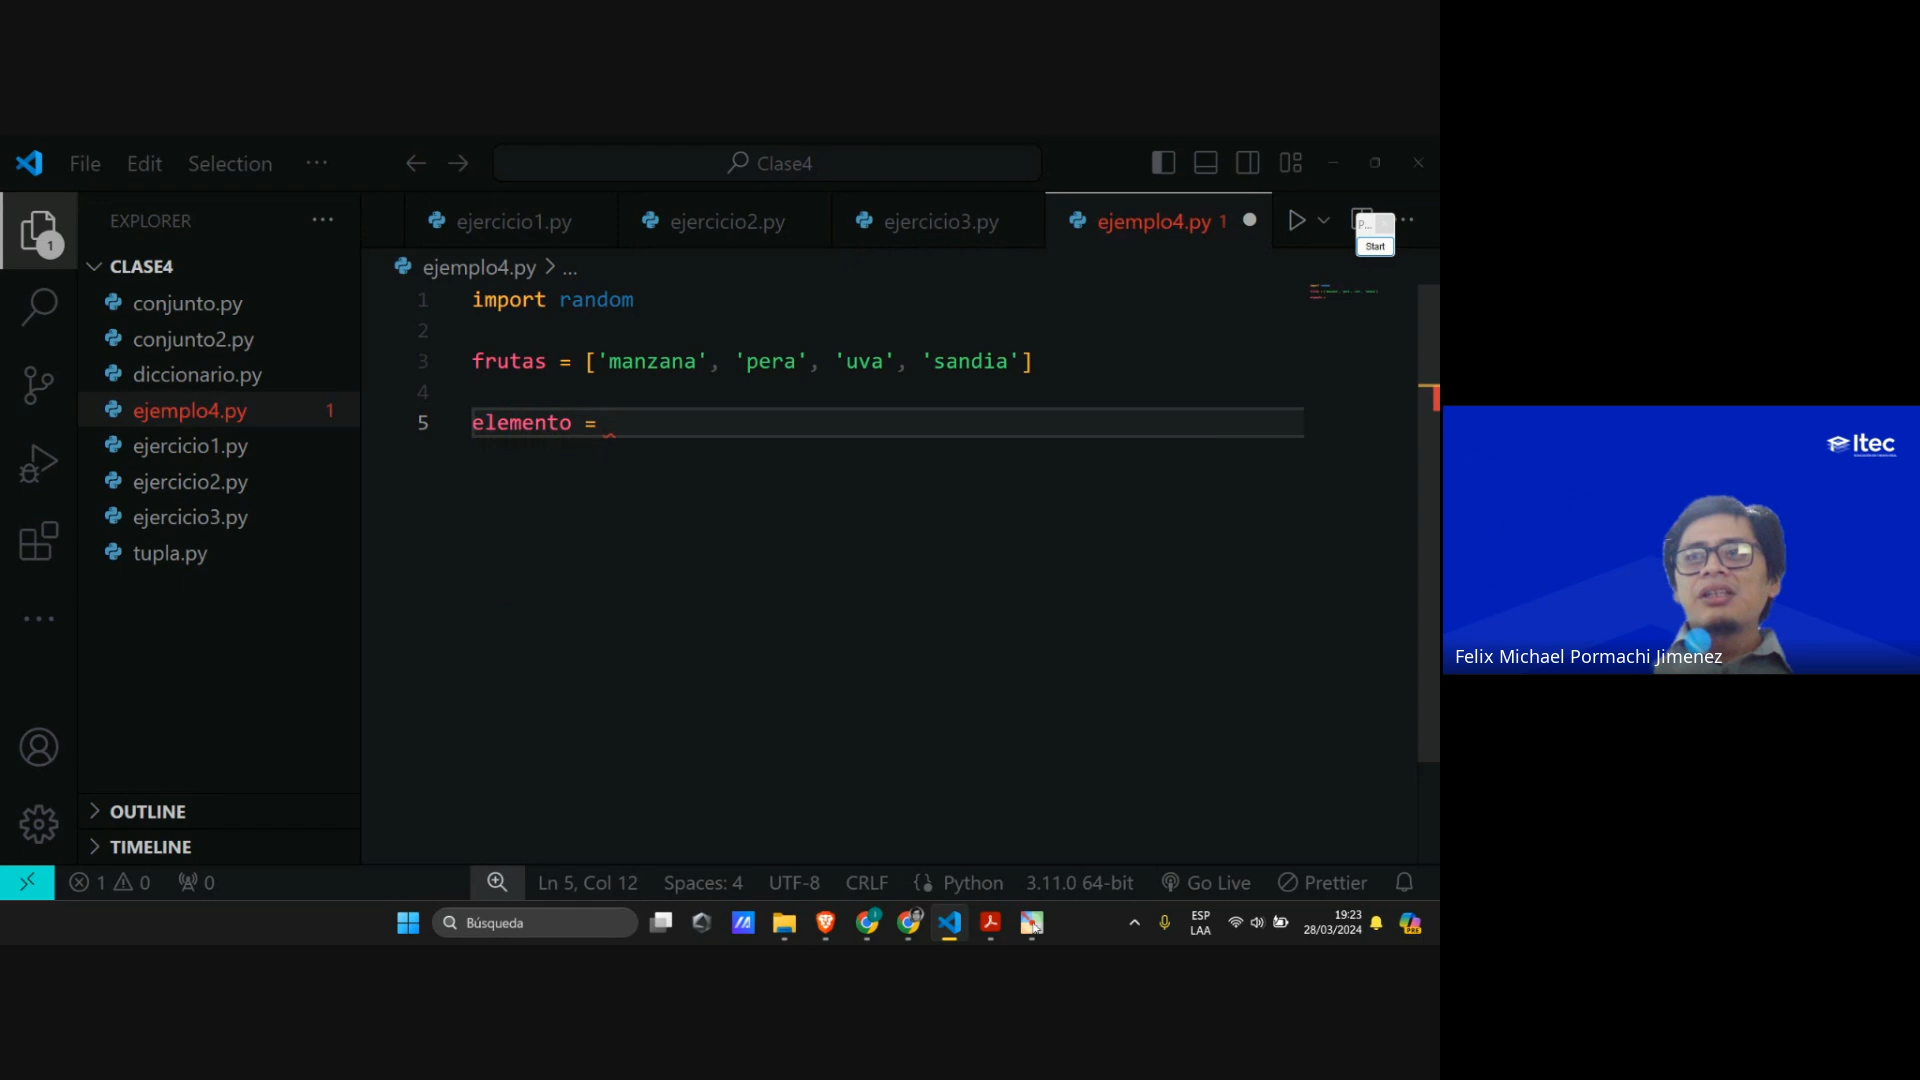 File Edit Selection ···
Clase4
EXPLORER ···
ejercicio1.py
ejercicio2.py
ejercicio3.py
ejemplo4.py 1
P...
Start
CLASE4
conjunto.py
conjunto2.py
diccionario.py
ejemplo4.py 1
ejercicio1.py
ejercicio2.py
ejercicio3.py
tupla.py
OUTLINE
TIMELINE
1
ejemplo4.py > ...
1 import random
2
3 frutas = ['manzana', 'pera', 'uva', 'sandia']
4
5 elemento =
1 0 0
Ln 5, Col 12 Spaces: 4 UTF-8 CRLF Python 3.11.0 64-bit Go Live Prettier
Búsqueda
ESP
LAA
19:23
28/03/2024
PRE
Itec
Felix Michael Pormachi Jimenez